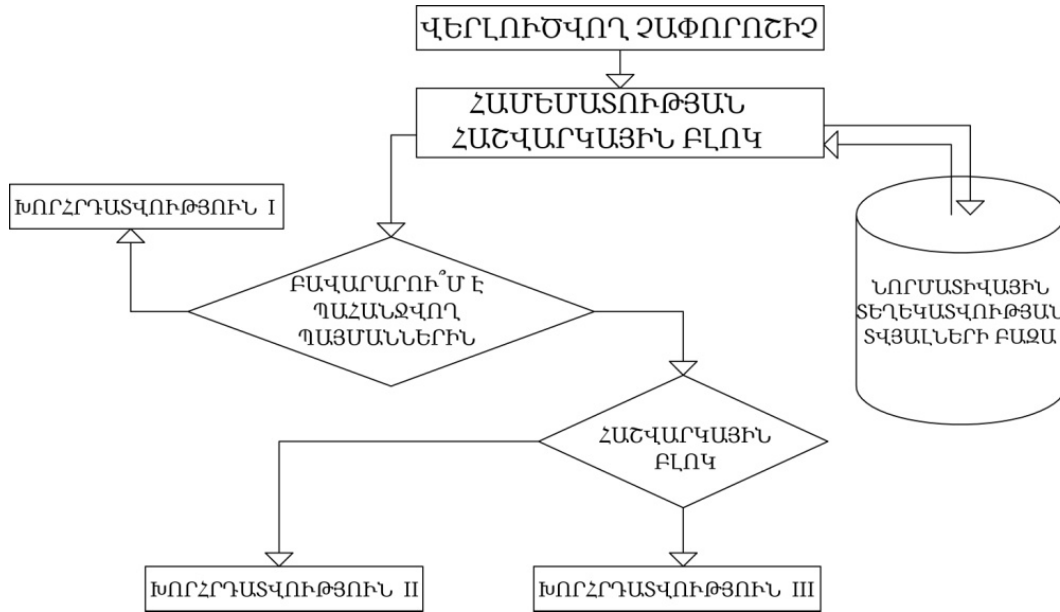 ՎԵՐԼՈՒԾՎՈՂ ՉԱՓՈՐՈՇԻՉ
ՀԱՄԵՄԱՏՈՒԹՅԱՆ
ՀԱՇՎԱՐԿԱՅԻՆ ԲԼՈԿ
ԽՈՐՀՐԴԱՏՎՈՒԹՅՈՒՆ I
ԲԱՎԱՐԱՐՈՒ՞Մ Է
ՊԱՀԱՆՋՎՈՂ
ՊԱՅՄԱՆՆԵՐԻՆ
ՆՈՐՄԱՏԻՎԱՅԻՆ
ՏԵՂԵԿԱՏՎՈՒԹՅԱՆ
ՏՎՅԱԼՆԵՐԻ ԲԱԶԱ
ՀԱՇՎԱՐԿԱՅԻՆ
ԲԼՈԿ
ԽՈՐՀՐԴԱՏՎՈՒԹՅՈՒՆ II
ԽՈՐՀՐԴԱՏՎՈՒԹՅՈՒՆ III